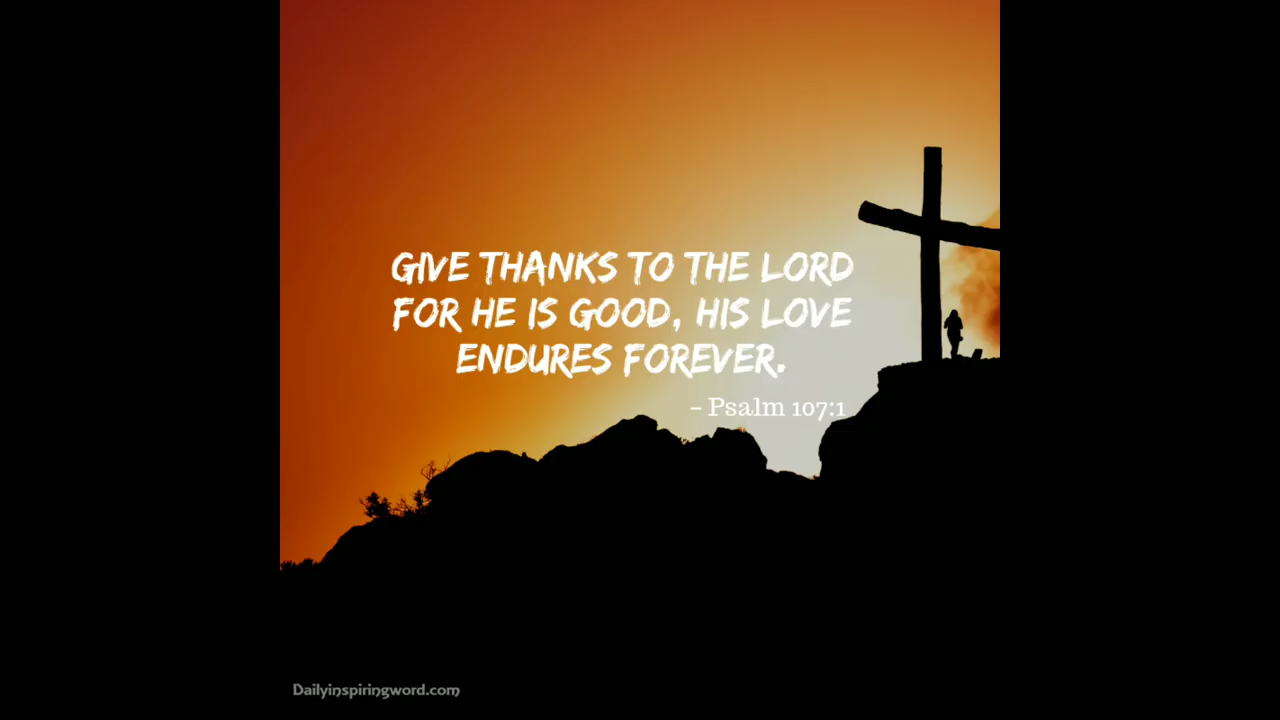 GIVE THANKS TO THE LORD
FOR HE IS GOOD, HIS LOVE
ENDURES FOREVER.
– Psalm 107:1
Dailyinspiringword.com